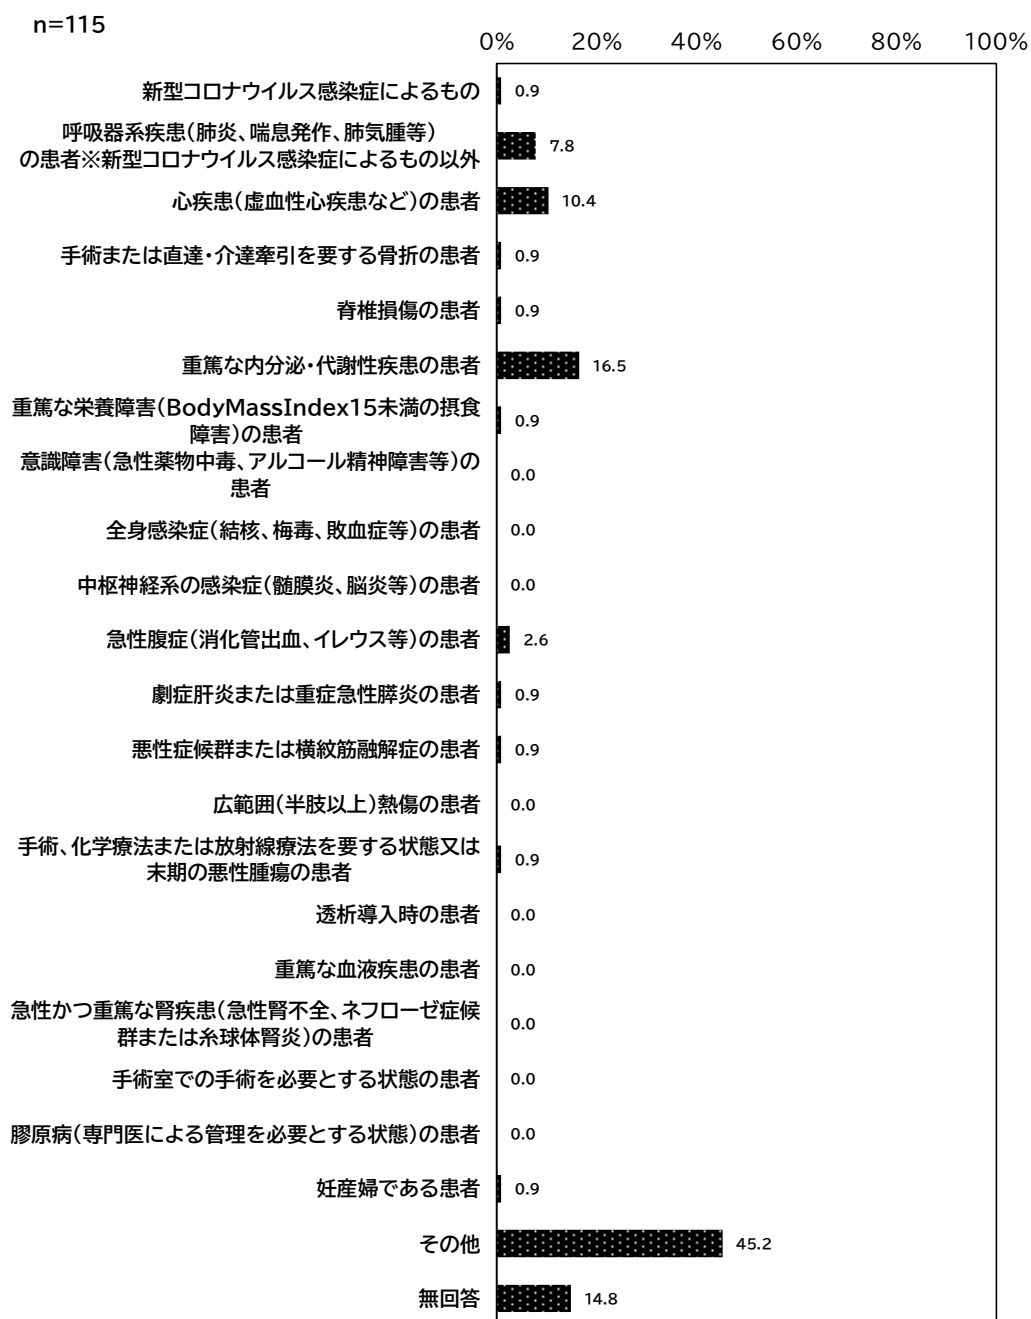 n=115
0% 20% 40% 60% 80% 100%
新型コロナウイルス感染症によるもの 0.9
呼吸器系疾患（肺炎、喘息発作、肺気腫等）
の患者※新型コロナウイルス感染症によるもの以外 7.8
心疾患（虚血性心疾患など）の患者 10.4
手術または直達・介達牽引を要する骨折の患者 0.9
脊椎損傷の患者 0.9
重篤な内分泌・代謝性疾患の患者 16.5
重篤な栄養障害（BodyMassIndex15未満の摂食
障害）の患者 0.9
意識障害（急性薬物中毒、アルコール精神障害等）の
患者 0.0
全身感染症（結核、梅毒、敗血症等）の患者 0.0
中枢神経系の感染症（髄膜炎、脳炎等）の患者 0.0
急性腹症（消化管出血、イレウス等）の患者 2.6
劇症肝炎または重症急性膵炎の患者 0.9
悪性症候群または横紋筋融解症の患者 0.9
広範囲（半肢以上）熱傷の患者 0.0
手術、化学療法または放射線療法を要する状態又は
末期の悪性腫瘍の患者 0.9
透析導入時の患者 0.0
重篤な血液疾患の患者 0.0
急性かつ重篤な腎疾患（急性腎不全、ネフローゼ症候
群または糸球体腎炎）の患者 0.0
手術室での手術を必要とする状態の患者 0.0
膠原病（専門医による管理を必要とする状態）の患者 0.0
妊産婦である患者 0.9
その他 45.2
無回答 14.8